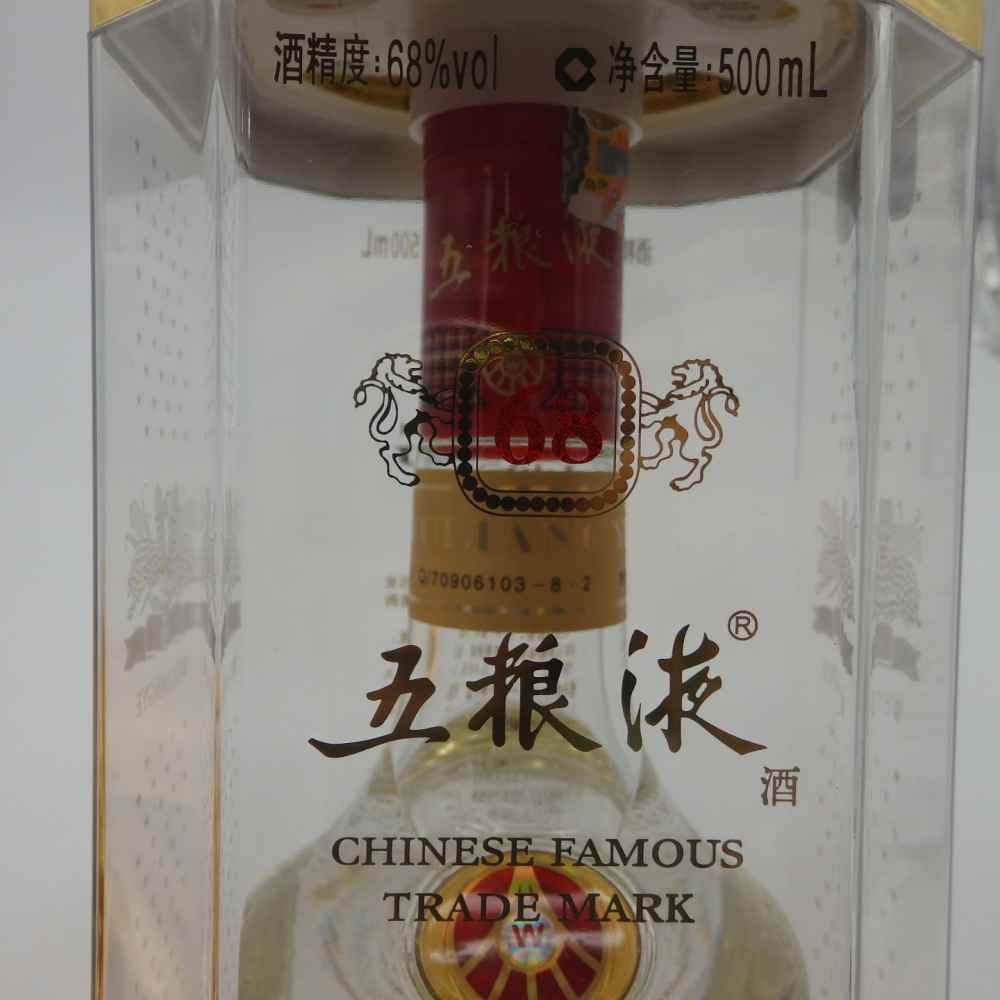 酒精度:68%vol 净含量:500mL
五粮液
68
Q/70906103-8·2
五粮液®
酒
CHINESE FAMOUS
TRADE MARK
W